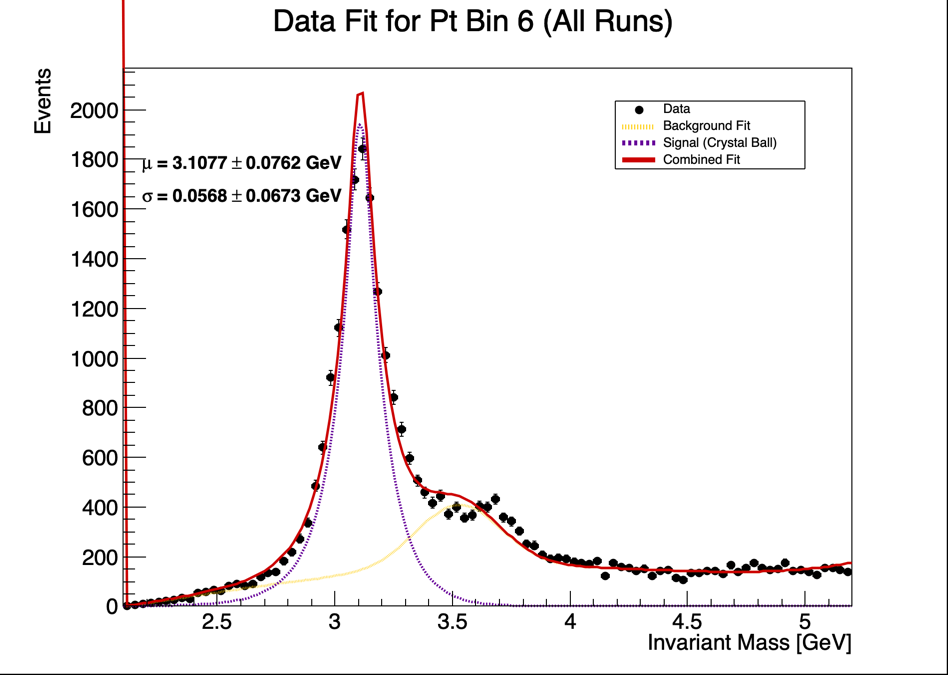 Data Fit for Pt Bin 6 (All Runs)
Events
2000
1800
1600
1400
1200
1000
800
600
400
200
0
μ = 3.1077 ± 0.0762 GeV
σ = 0.0568 ± 0.0673 GeV
Data
Background Fit
Signal (Crystal Ball)
Combined Fit
2.5 3 3.5 4 4.5 5
Invariant Mass [GeV]